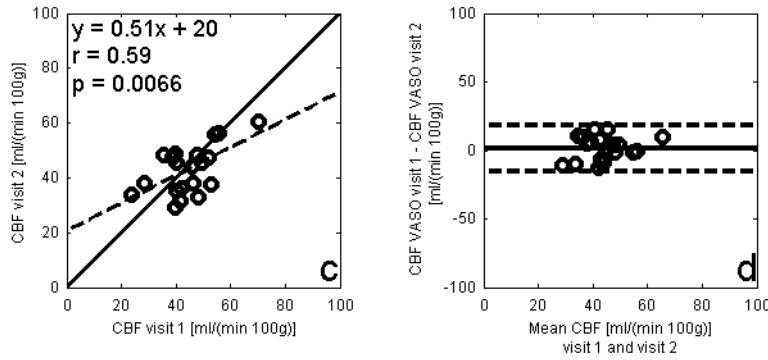 y = 0.51x + 20
r = 0.59
p = 0.0066
100
80
60
40
20
0
CBF visit 2 [ml/(min 100g)]
0 20 40 60 80 100
CBF visit 1 [ml/(min 100g)]
c
100
50
0
-50
-100
CBF VASO visit 1 - CBF VASO visit 2
[ml/(min 100g)]
0 20 40 60 80 100
Mean CBF [ml/(min 100g)]
visit 1 and visit 2
d